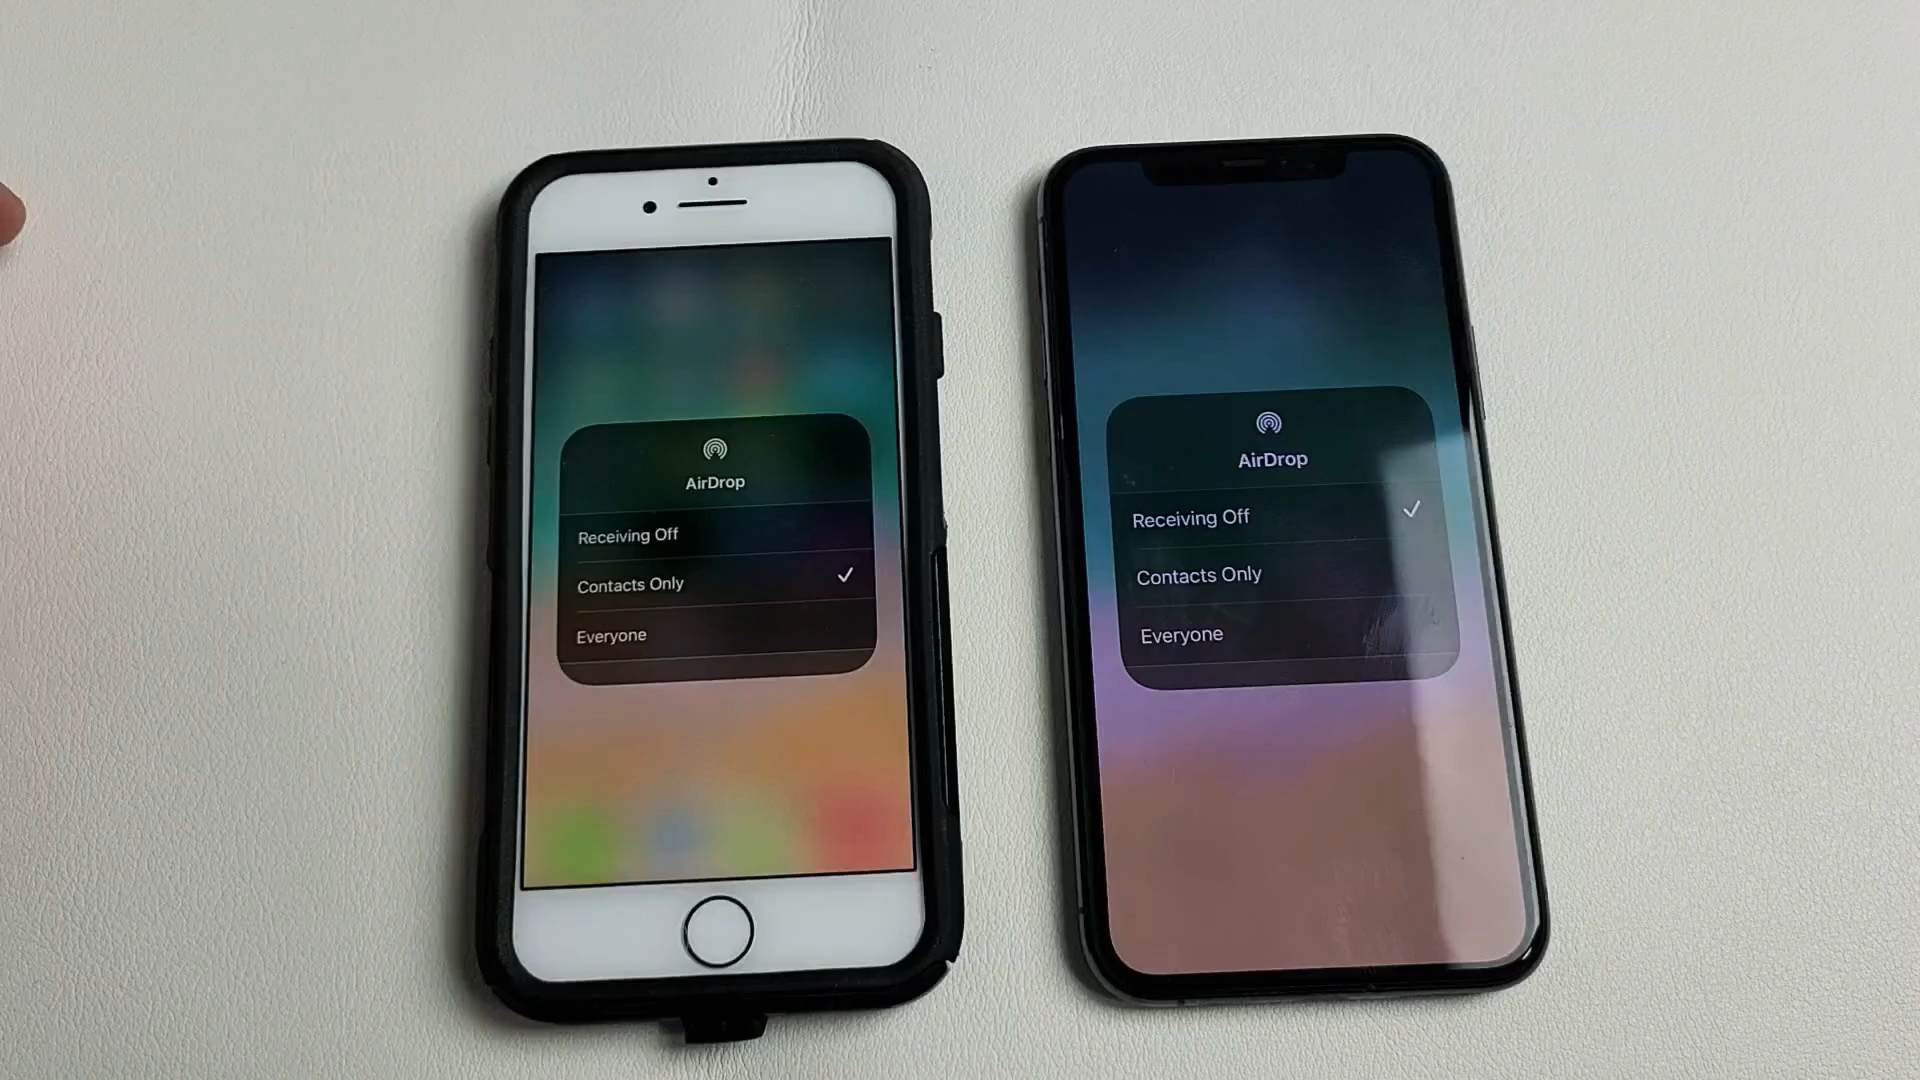 AirDrop
Receiving Off
Contacts Only
Everyone
AirDrop
Receiving Off
Contacts Only
Everyone